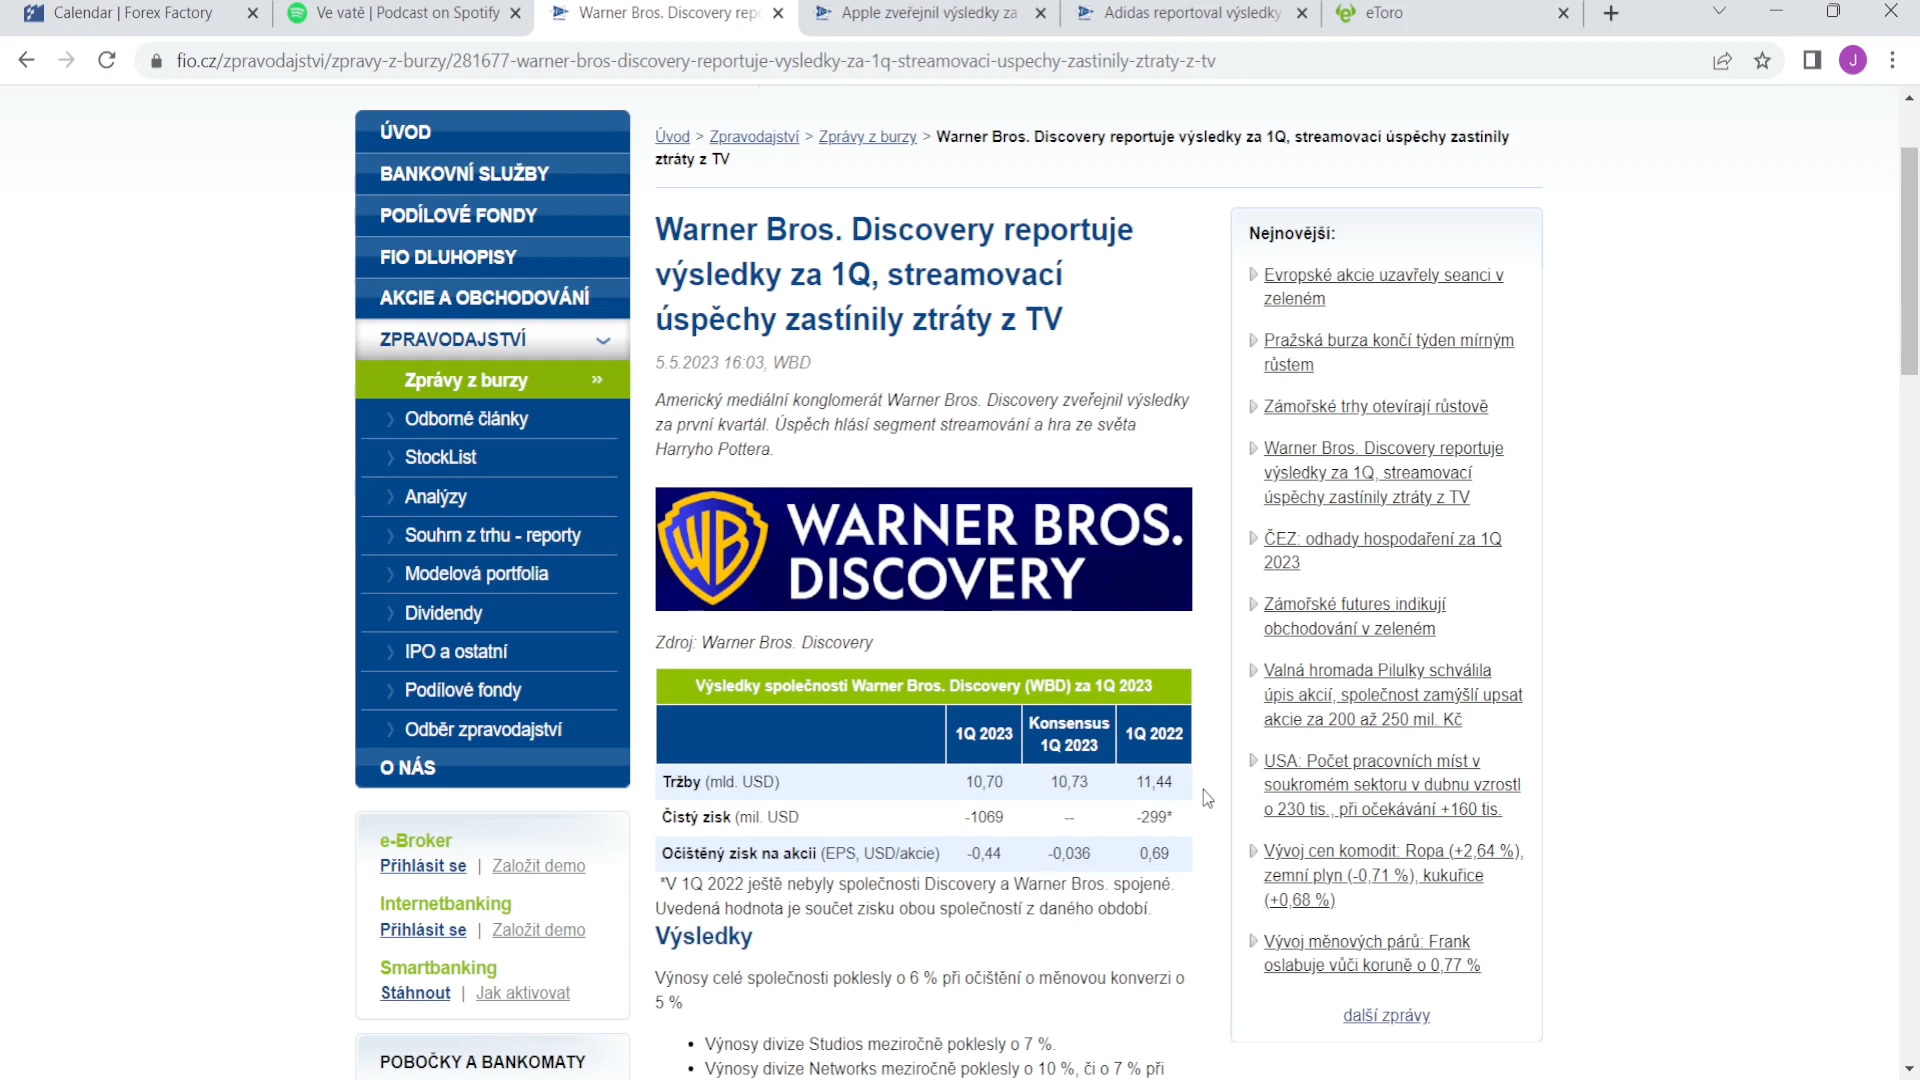 Calendar | Forex Factory
Ve vatě | Podcast on Spotify
Warner Bros. Discovery repo
Apple zveřejnil výsledky za
Adidas reportoval výsledky
eToro
fio.cz/zpravodajstvi/zpravy-z-burzy/281677-warner-bros-discovery-reportuje-vysledky-za-1q-streamovaci-uspechy-zastinily-ztraty-z-tv
J
ÚVOD
BANKOVNÍ SLUŽBY
PODÍLOVÉ FONDY
FIO DLUHOPISY
AKCIE A OBCHODOVÁNÍ
ZPRAVODAJSTVÍ
Zprávy z burzy
Odborné články
StockList
Analýzy
Souhrn z trhu - reporty
Modelová portfolia
Dividendy
IPO a ostatní
Podílové fondy
Odběr zpravodajství
O NÁS
e-Broker
Přihlásit se | Založit demo
Internetbanking
Přihlásit se | Založit demo
Smartbanking
Stáhnout | Jak aktivovat
POBOČKY A BANKOMATY
Úvod > Zpravodajství > Zprávy z burzy > Warner Bros. Discovery reportuje výsledky za 1Q, streamovací úspěchy zastínily
ztráty z TV
Warner Bros. Discovery reportuje
výsledky za 1Q, streamovací
úspěchy zastínily ztráty z TV
5.5.2023 16:03, WBD
Americký mediální konglomerát Warner Bros. Discovery zveřejnil výsledky
za první kvartál. Úspěch hlásí segment streamování a hra ze světa
Harryho Pottera.
WB
WARNER BROS.
DISCOVERY
Zdroj: Warner Bros. Discovery
Výsledky společnosti Warner Bros. Discovery (WBD) za 1Q 2023
1Q 2023 Konsensus 1Q 2023 1Q 2022
Tržby (mld. USD) 10,70 10,73 11,44
Čistý zisk (mil. USD -1069 -- -299*
Očištěný zisk na akcii (EPS, USD/akcie) -0,44 -0,036 0,69
*V 1Q 2022 ještě nebyly společnosti Discovery a Warner Bros. spojené.
Uvedená hodnota je součet zisku obou společností z daného období.
Výsledky
Výnosy celé společnosti poklesly o 6 % při očištění o měnovou konverzi o
5 %
• Výnosy divize Studios meziročně poklesly o 7 %.
• Výnosy divize Networks meziročně poklesly o 10 %, či o 7 % při
Nejnovější:
Evropské akcie uzavřely seanci v
zeleném
Pražská burza končí týden mírným
růstem
Zámořské trhy otevírají růstově
Warner Bros. Discovery reportuje
výsledky za 1Q, streamovací
úspěchy zastínily ztráty z TV
ČEZ: odhady hospodaření za 1Q
2023
Zámořské futures indikují
obchodování v zeleném
Valná hromada Pilulky schválila
úpis akcií, společnost zamýšlí upsat
akcie za 200 až 250 mil. Kč
USA: Počet pracovních míst v
soukromém sektoru v dubnu vzrostl
o 230 tis., při očekávání +160 tis.
Vývoj cen komodit: Ropa (+2,64 %),
zemní plyn (-0,71 %), kukuřice
(+0,68 %)
Vývoj měnových párů: Frank
oslabuje vůči koruně o 0,77 %
další zprávy